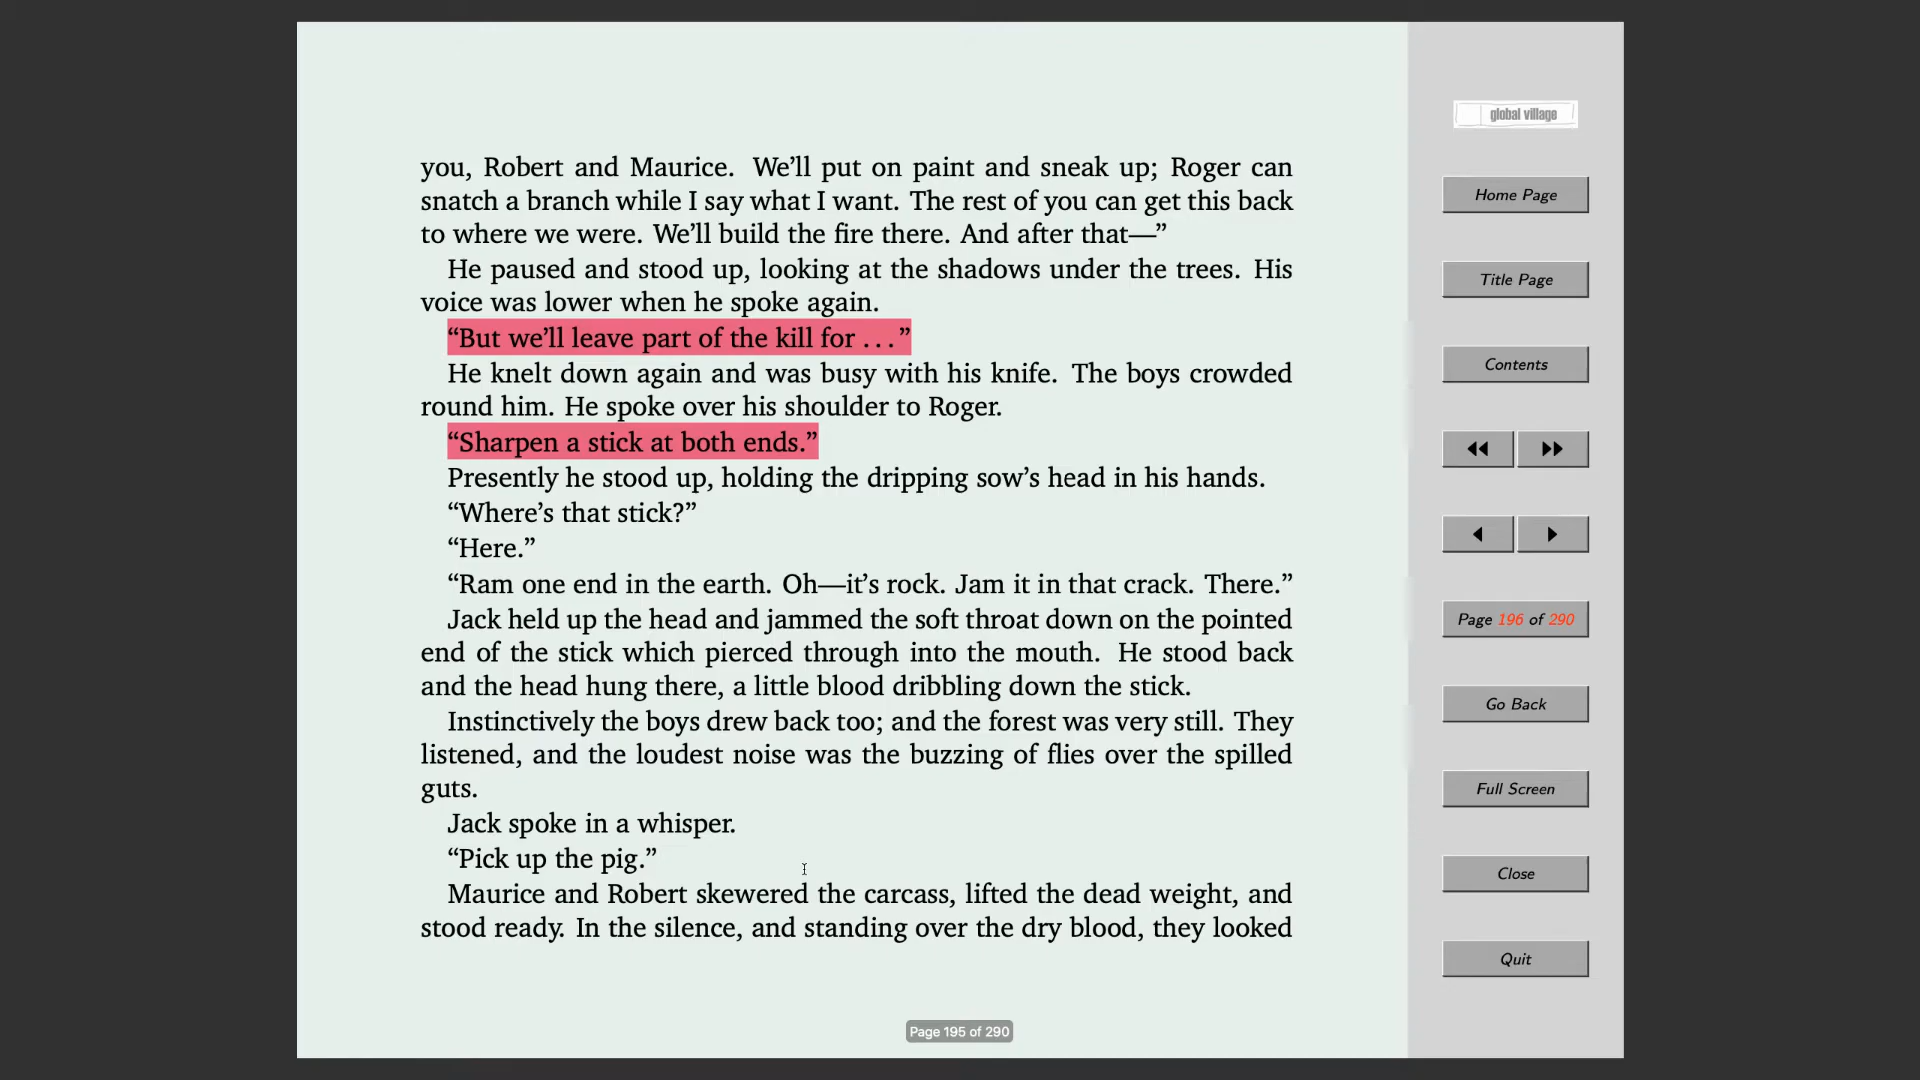 you, Robert and Maurice. We’ll put on paint and sneak up; Roger can
snatch a branch while I say what I want. The rest of you can get this back
to where we were. We’ll build the fire there. And after that—”
He paused and stood up, looking at the shadows under the trees. His
voice was lower when he spoke again.
“But we’ll leave part of the kill for . . . ”
He knelt down again and was busy with his knife. The boys crowded
round him. He spoke over his shoulder to Roger.
“Sharpen a stick at both ends.”
Presently he stood up, holding the dripping sow’s head in his hands.
“Where’s that stick?”
“Here.”
“Ram one end in the earth. Oh—it’s rock. Jam it in that crack. There.”
Jack held up the head and jammed the soft throat down on the pointed
end of the stick which pierced through into the mouth. He stood back
and the head hung there, a little blood dribbling down the stick.
Instinctively the boys drew back too; and the forest was very still. They
listened, and the loudest noise was the buzzing of flies over the spilled
guts.
Jack spoke in a whisper.
“Pick up the pig.”
Maurice and Robert skewered the carcass, lifted the dead weight, and
stood ready. In the silence, and standing over the dry blood, they looked
Page 195 of 290
global village
Home Page
Title Page
Contents
Page 196 of 290
Go Back
Full Screen
Close
Quit